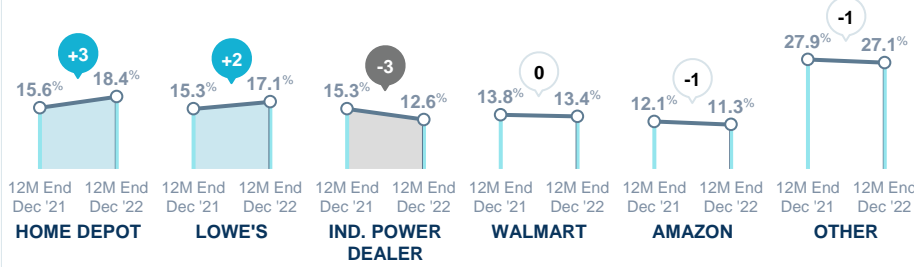 +3
15.6%
18.4%
12M End Dec '21
12M End Dec '22
HOME DEPOT
+2
15.3%
17.1%
12M End Dec '21
12M End Dec '22
LOWE'S
-3
15.3%
12.6%
12M End Dec '21
12M End Dec '22
IND. POWER
DEALER
0
13.8%
13.4%
12M End Dec '21
12M End Dec '22
WALMART
-1
12.1%
11.3%
12M End Dec '21
12M End Dec '22
AMAZON
-1
27.9%
27.1%
12M End Dec '21
12M End Dec '22
OTHER